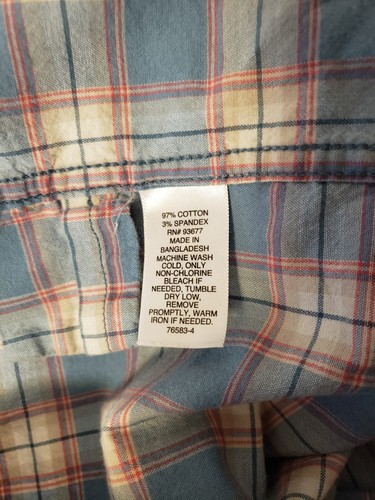 97% COTTON
3% SPANDEX
RN# 93677
MADE IN
BANGLADESH
MACHINE WASH
COLD, ONLY
NON-CHLORINE
BLEACH IF
NEEDED, TUMBLE
DRY LOW,
REMOVE
PROMPTLY, WARM
IRON IF NEEDED.
76583-4